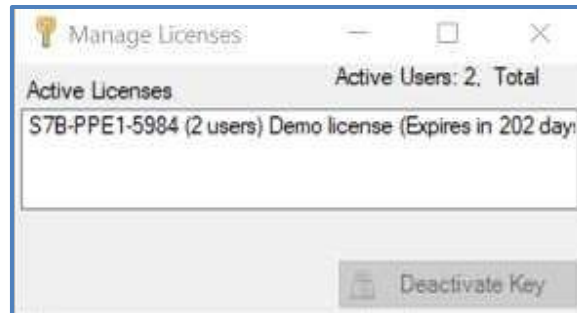 Manage Licenses
Active Users: 2, Total
Active Licenses
S7B-PPE1-5984 (2 users) Demo license (Expires in 202 days
Deactivate Key